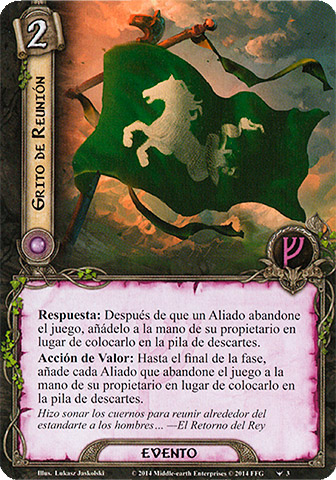 2
GRITO DE REUNIÓN
Respuesta: Después de que un Aliado abandone
el juego, añádelo a la mano de su propietario en
lugar de colocarlo en la pila de descartes.
Acción de Valor: Hasta el final de la fase,
añade cada Aliado que abandone el juego a la
mano de su propietario en lugar de colocarlo en
la pila de descartes.
Hizo sonar los cuernos para reunir alrededor del
estandarte a los hombres... —El Retorno del Rey
EVENTO
Illus. Lukasz Jaskolski
© 2014 Middle-earth Enterprises © 2014 FFG
3